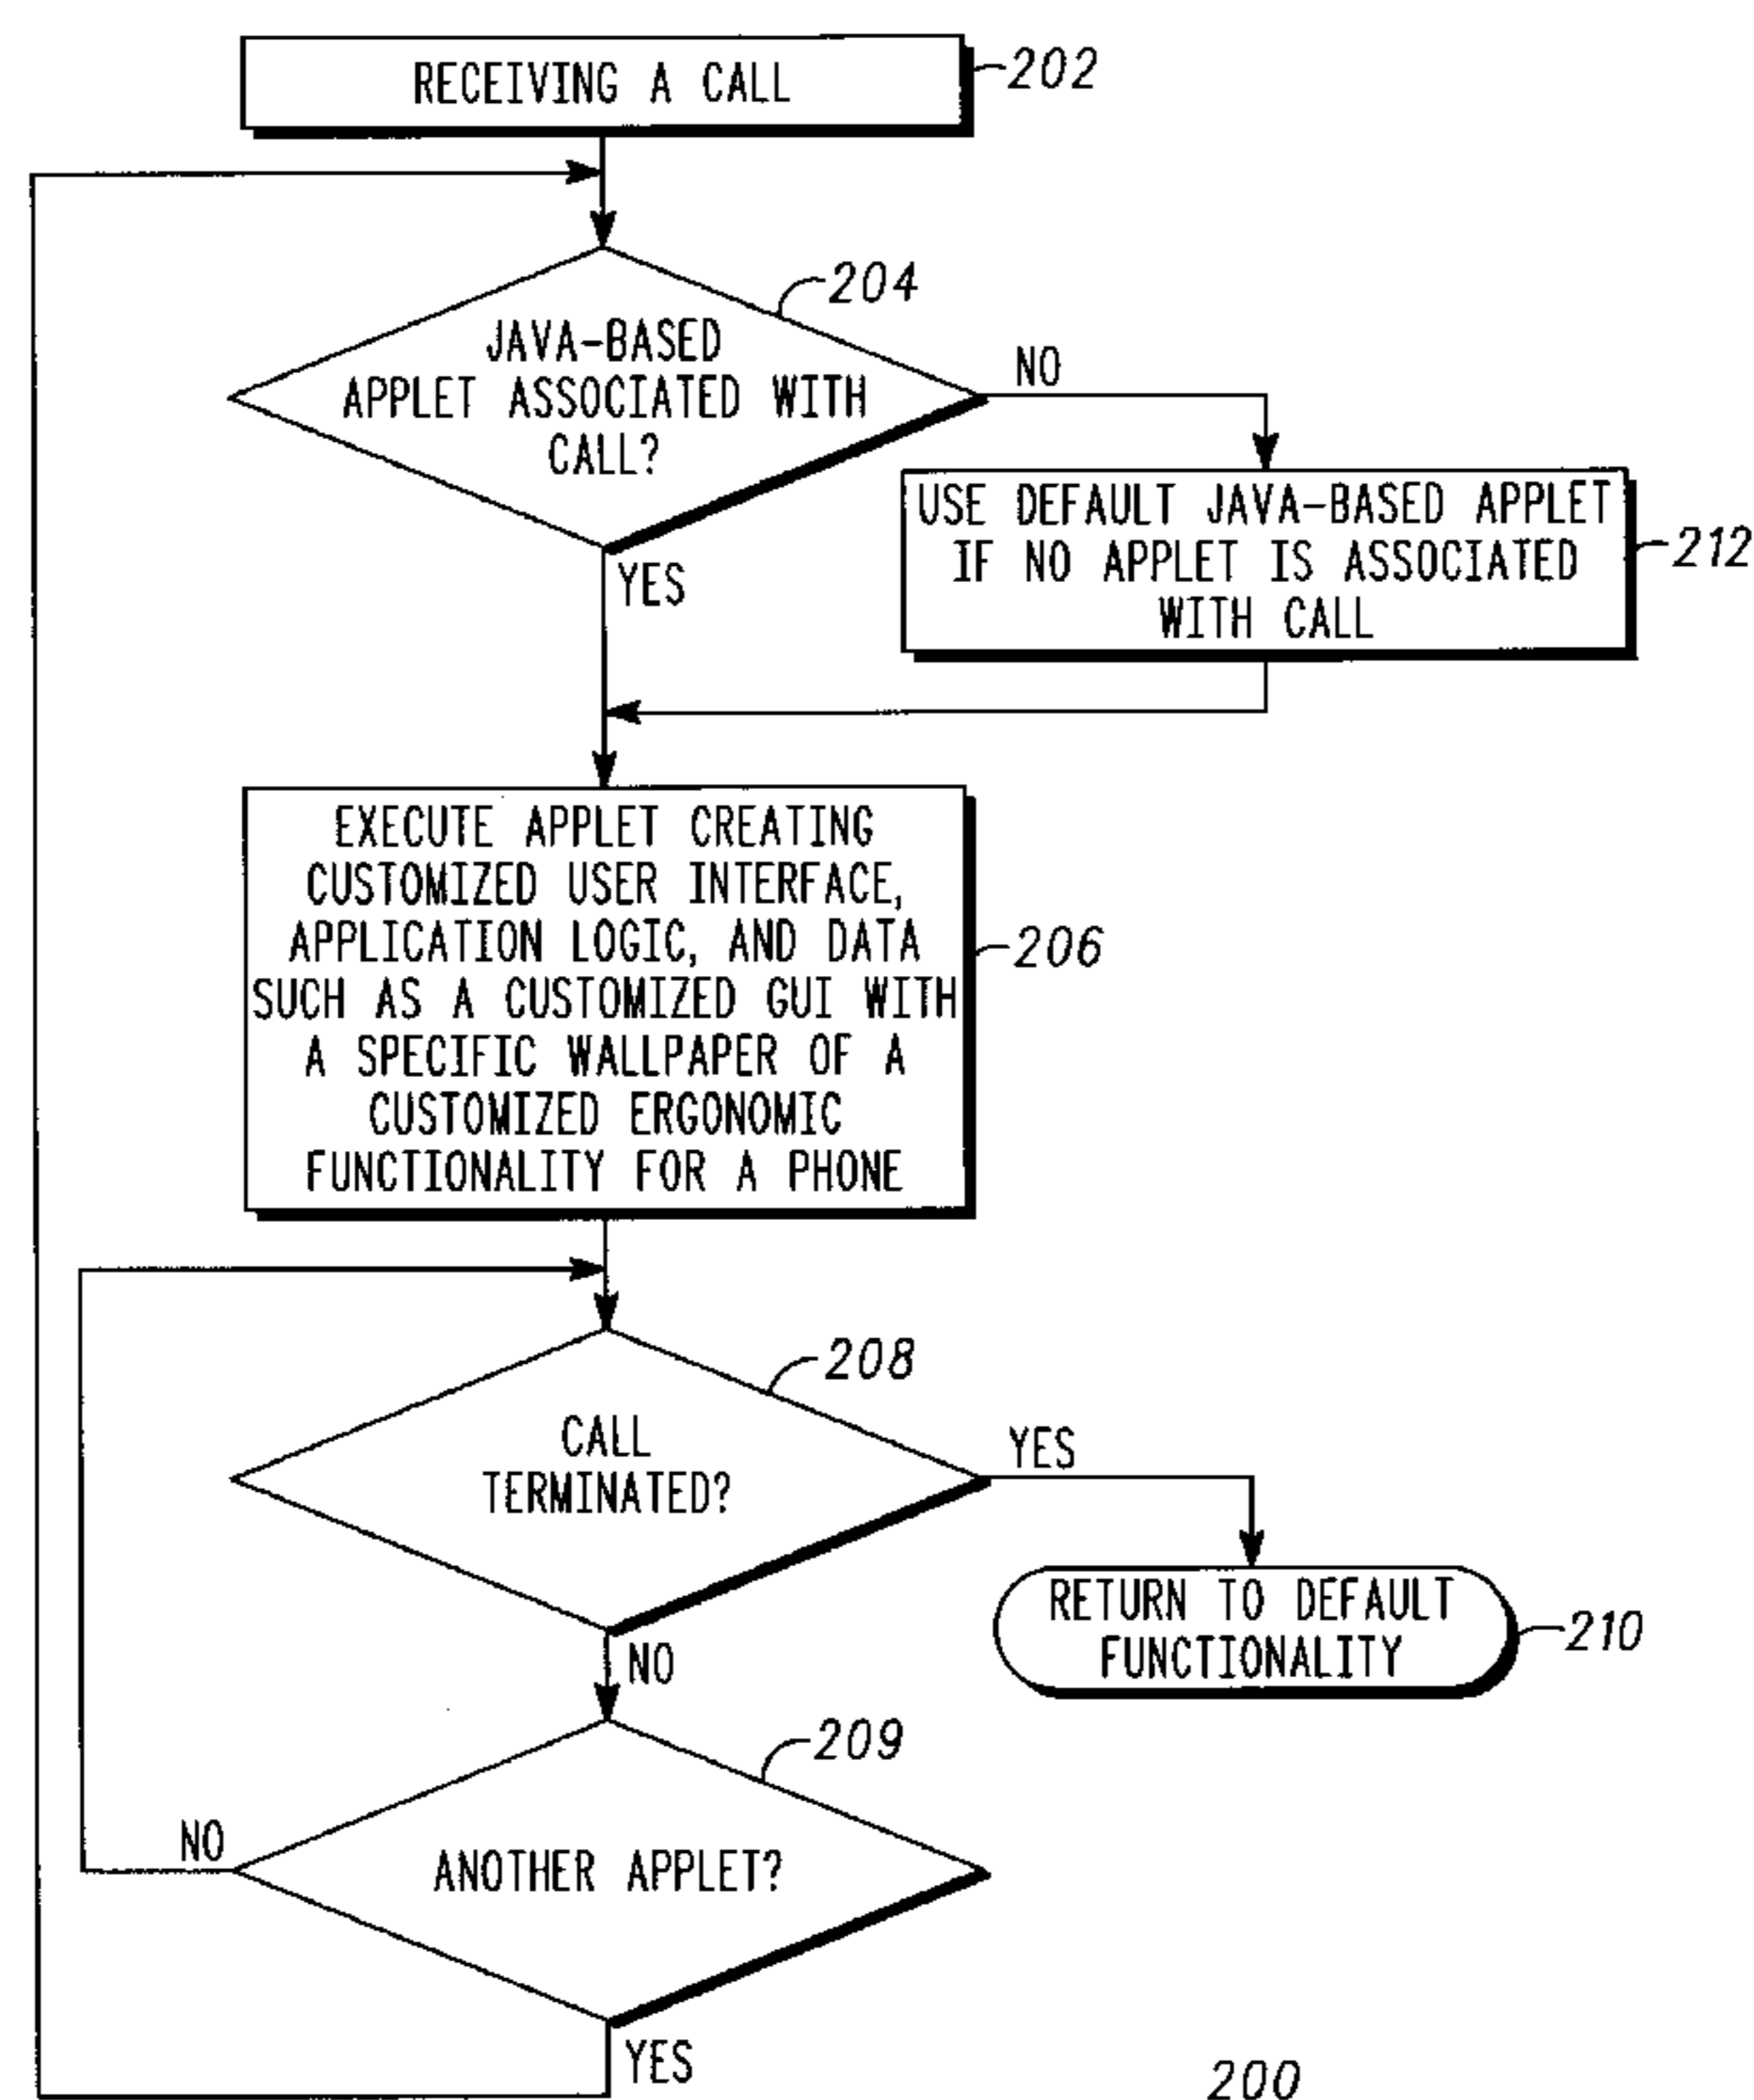 RECEIVING A CALL
202
204
JAVA-BASED
APPLET ASSOCIATED WITH
CALL?
NO
YES
USE DEFAULT JAVA-BASED APPLET
IF NO APPLET IS ASSOCIATED
WITH CALL
212
EXECUTE APPLET CREATING
CUSTOMIZED USER INTERFACE,
APPLICATION LOGIC, AND DATA
SUCH AS A CUSTOMIZED GUI WITH
A SPECIFIC WALLPAPER OF A
CUSTOMIZED ERGONOMIC
FUNCTIONALITY FOR A PHONE
206
208
CALL
TERMINATED?
YES
NO
RETURN TO DEFAULT
FUNCTIONALITY
210
209
ANOTHER APPLET?
NO
YES
200